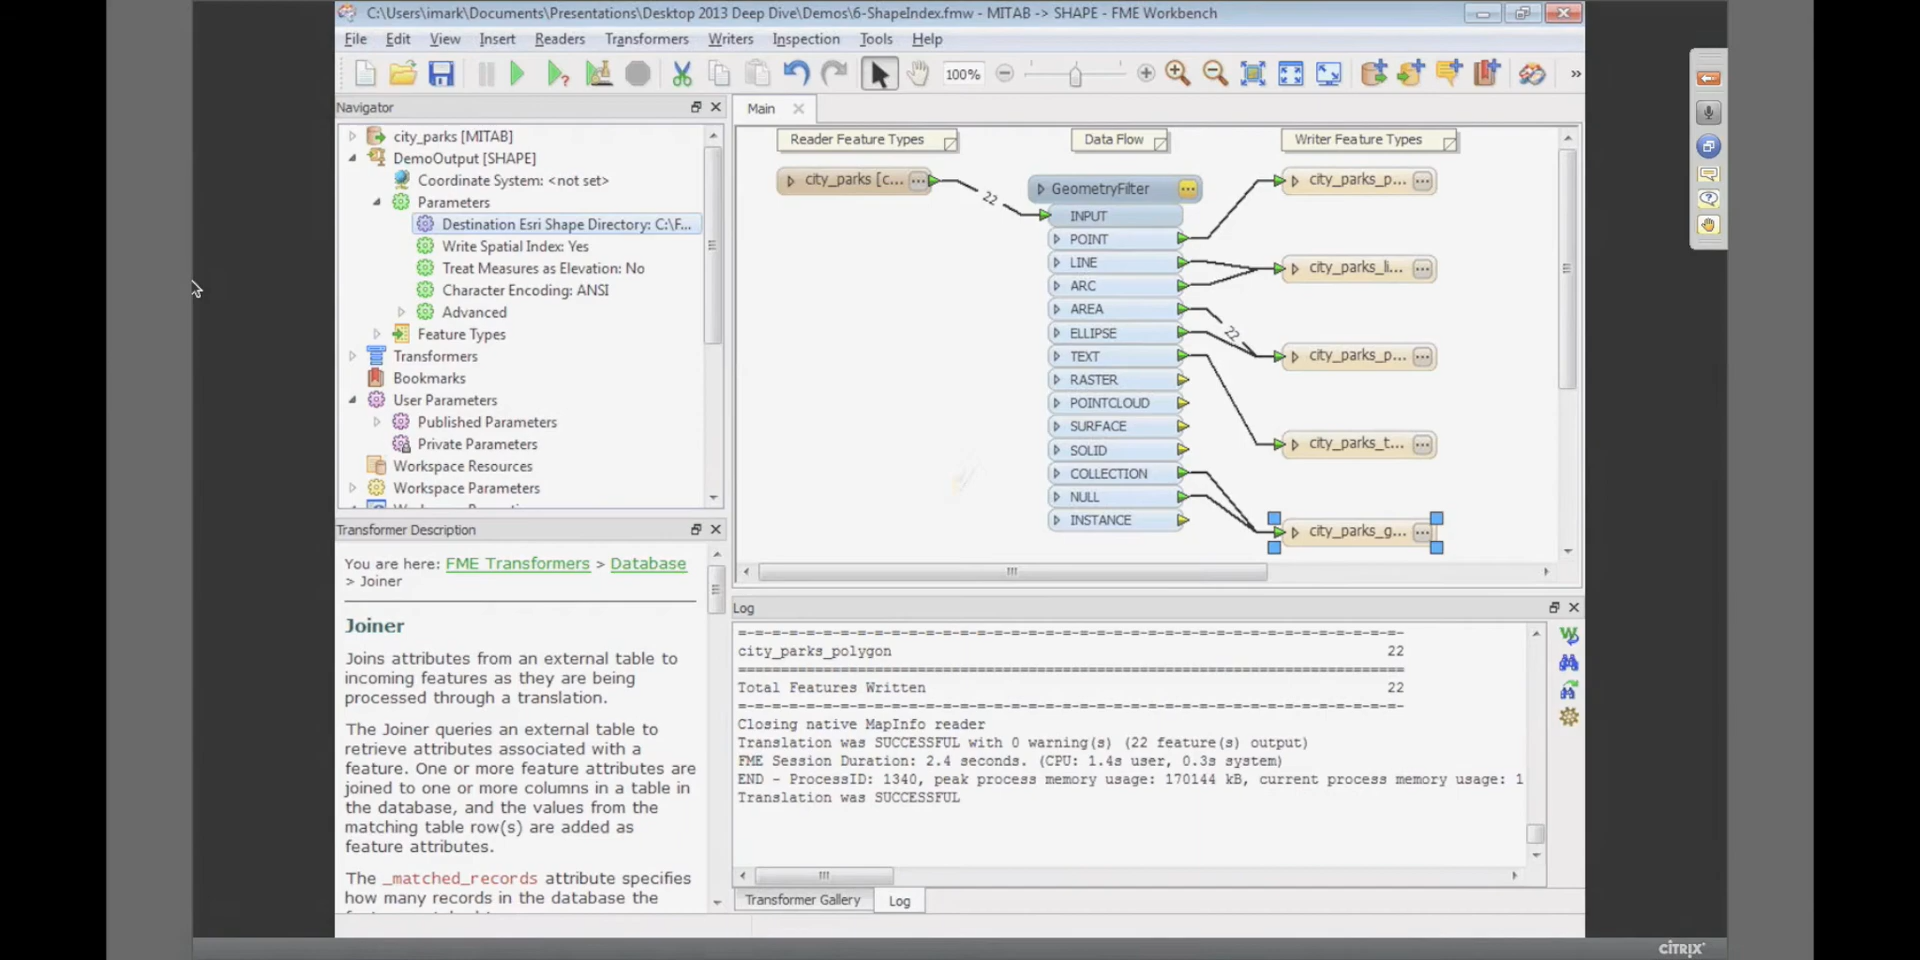 C:\Users\imark\Documents\Presentations\Desktop 2013 Deep Dive\Demos\6-ShapeIndex.fmw - MITAB -> SHAPE - FME Workbench
File Edit View Insert Readers Transformers Writers Inspection Tools Help
100%
Navigator
city_parks [MITAB]
DemoOutput [SHAPE]
Coordinate System: <not set>
Parameters
Destination Esri Shape Directory: C:\F...
Write Spatial Index: Yes
Treat Measures as Elevation: No
Character Encoding: ANSI
Advanced
Feature Types
Transformers
Bookmarks
User Parameters
Published Parameters
Private Parameters
Workspace Resources
Workspace Parameters
Transformer Description
You are here: FME Transformers > Database
> Joiner
Joiner
Joins attributes from an external table to
incoming features as they are being
processed through a translation.
The Joiner queries an external table to
retrieve attributes associated with a
feature. One or more feature attributes are
joined to one or more columns in a table in
the database, and the values from the
matching table row(s) are added as
feature attributes.
The _matched_records attribute specifies
how many records in the database the
Main
Reader Feature Types
Data Flow
Writer Feature Types
city_parks [c...
22
GeometryFilter
INPUT
POINT
LINE
ARC
AREA
ELLIPSE
TEXT
RASTER
POINTCLOUD
SURFACE
SOLID
COLLECTION
NULL
INSTANCE
22
city_parks_p...
city_parks_li...
city_parks_p...
city_parks_t...
city_parks_g...
Log
=-=-=-=-=-=-=-=-=-=-=-=-=-=-=-=-=-=-=-=-=-=-=-=-=-=-=-=-=-=-=-=-=-=-=-=-=-=-
city_parks_polygon 22
==============================================================================
Total Features Written 22
=-=-=-=-=-=-=-=-=-=-=-=-=-=-=-=-=-=-=-=-=-=-=-=-=-=-=-=-=-=-=-=-=-=-=-=-=-=-
Closing native MapInfo reader
Translation was SUCCESSFUL with 0 warning(s) (22 feature(s) output)
FME Session Duration: 2.4 seconds. (CPU: 1.4s user, 0.3s system)
END - ProcessID: 1340, peak process memory usage: 170144 kB, current process memory usage: 1
Translation was SUCCESSFUL
Transformer Gallery
Log
CITRIX